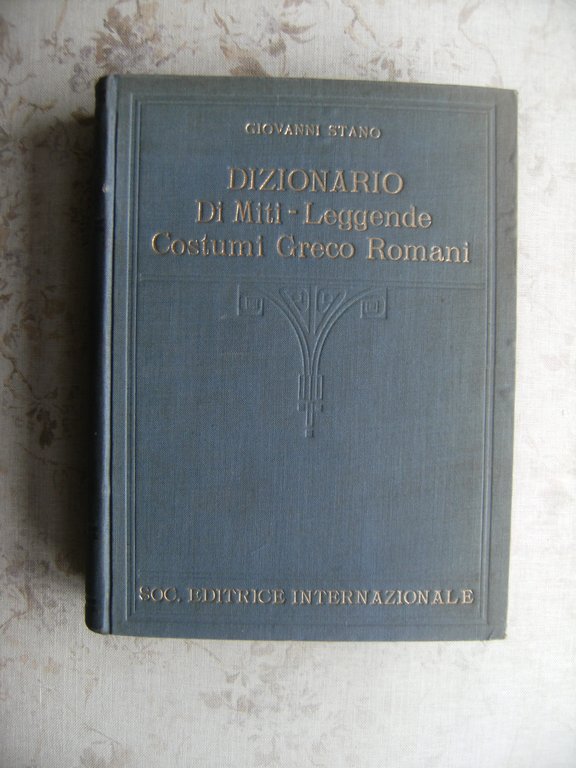 GIOVANNI STANO
DIZIONARIO
Di Miti - Leggende
Costumi Greco Romani
SOC. EDITRICE INTERNAZIONALE